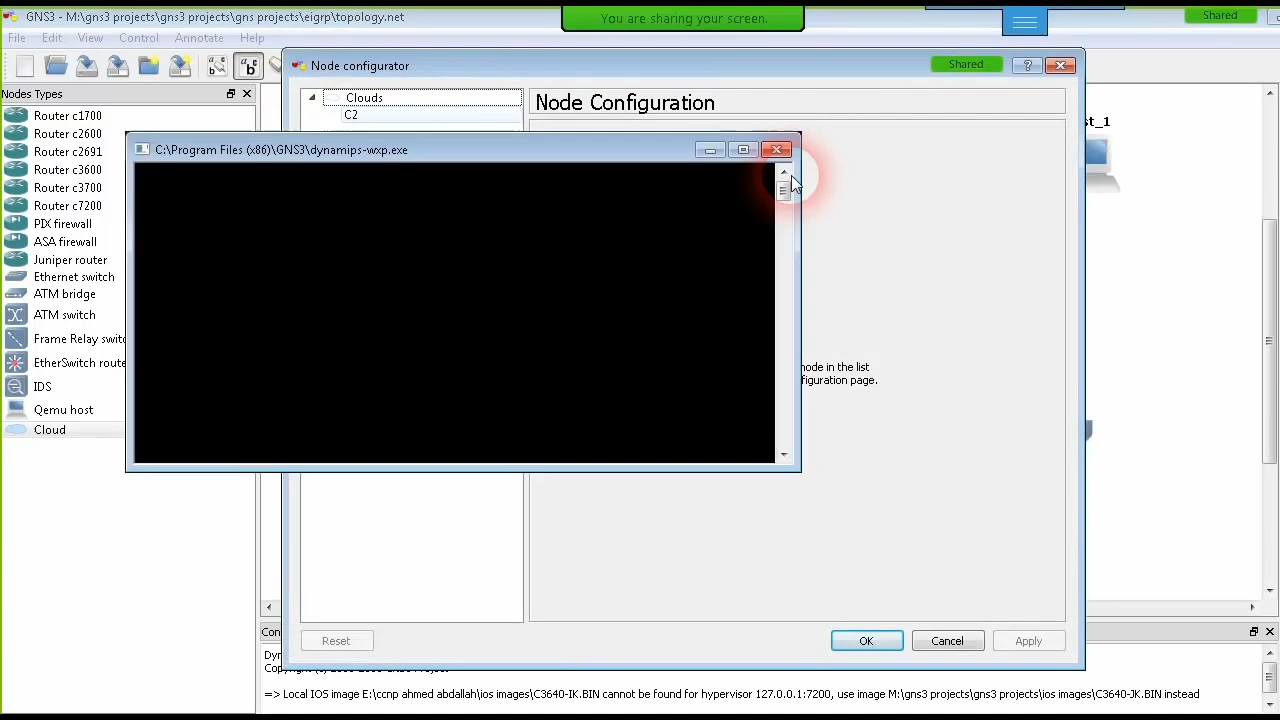 GNS3 - M:\gns3 projects\gns3 projects\gns projects\eigrp\topology.net
You are sharing your screen.
Shared
File Edit View Control Annotate Help
Node configurator
Shared
Nodes Types
Clouds
C2
Node Configuration
Router c1700
Router c2600
Router c2691
Router c3600
Router c3700
Router c7200
PIX firewall
ASA firewall
Juniper router
Ethernet switch
ATM bridge
ATM switch
Frame Relay switc
EtherSwitch route
IDS
Qemu host
Cloud
C:\Program Files (x86)\GNS3\dynamips-wxp.exe
st_1
node in the list
figuration page.
Reset
OK
Cancel
Apply
Con
Dyn
=> Local IOS image E:\ccnp ahmed abdallah\ios images\C3640-IK.BIN cannot be found for hypervisor 127.0.0.1:7200, use image M:\gns3 projects\gns3 projects\ios images\C3640-JK.BIN instead